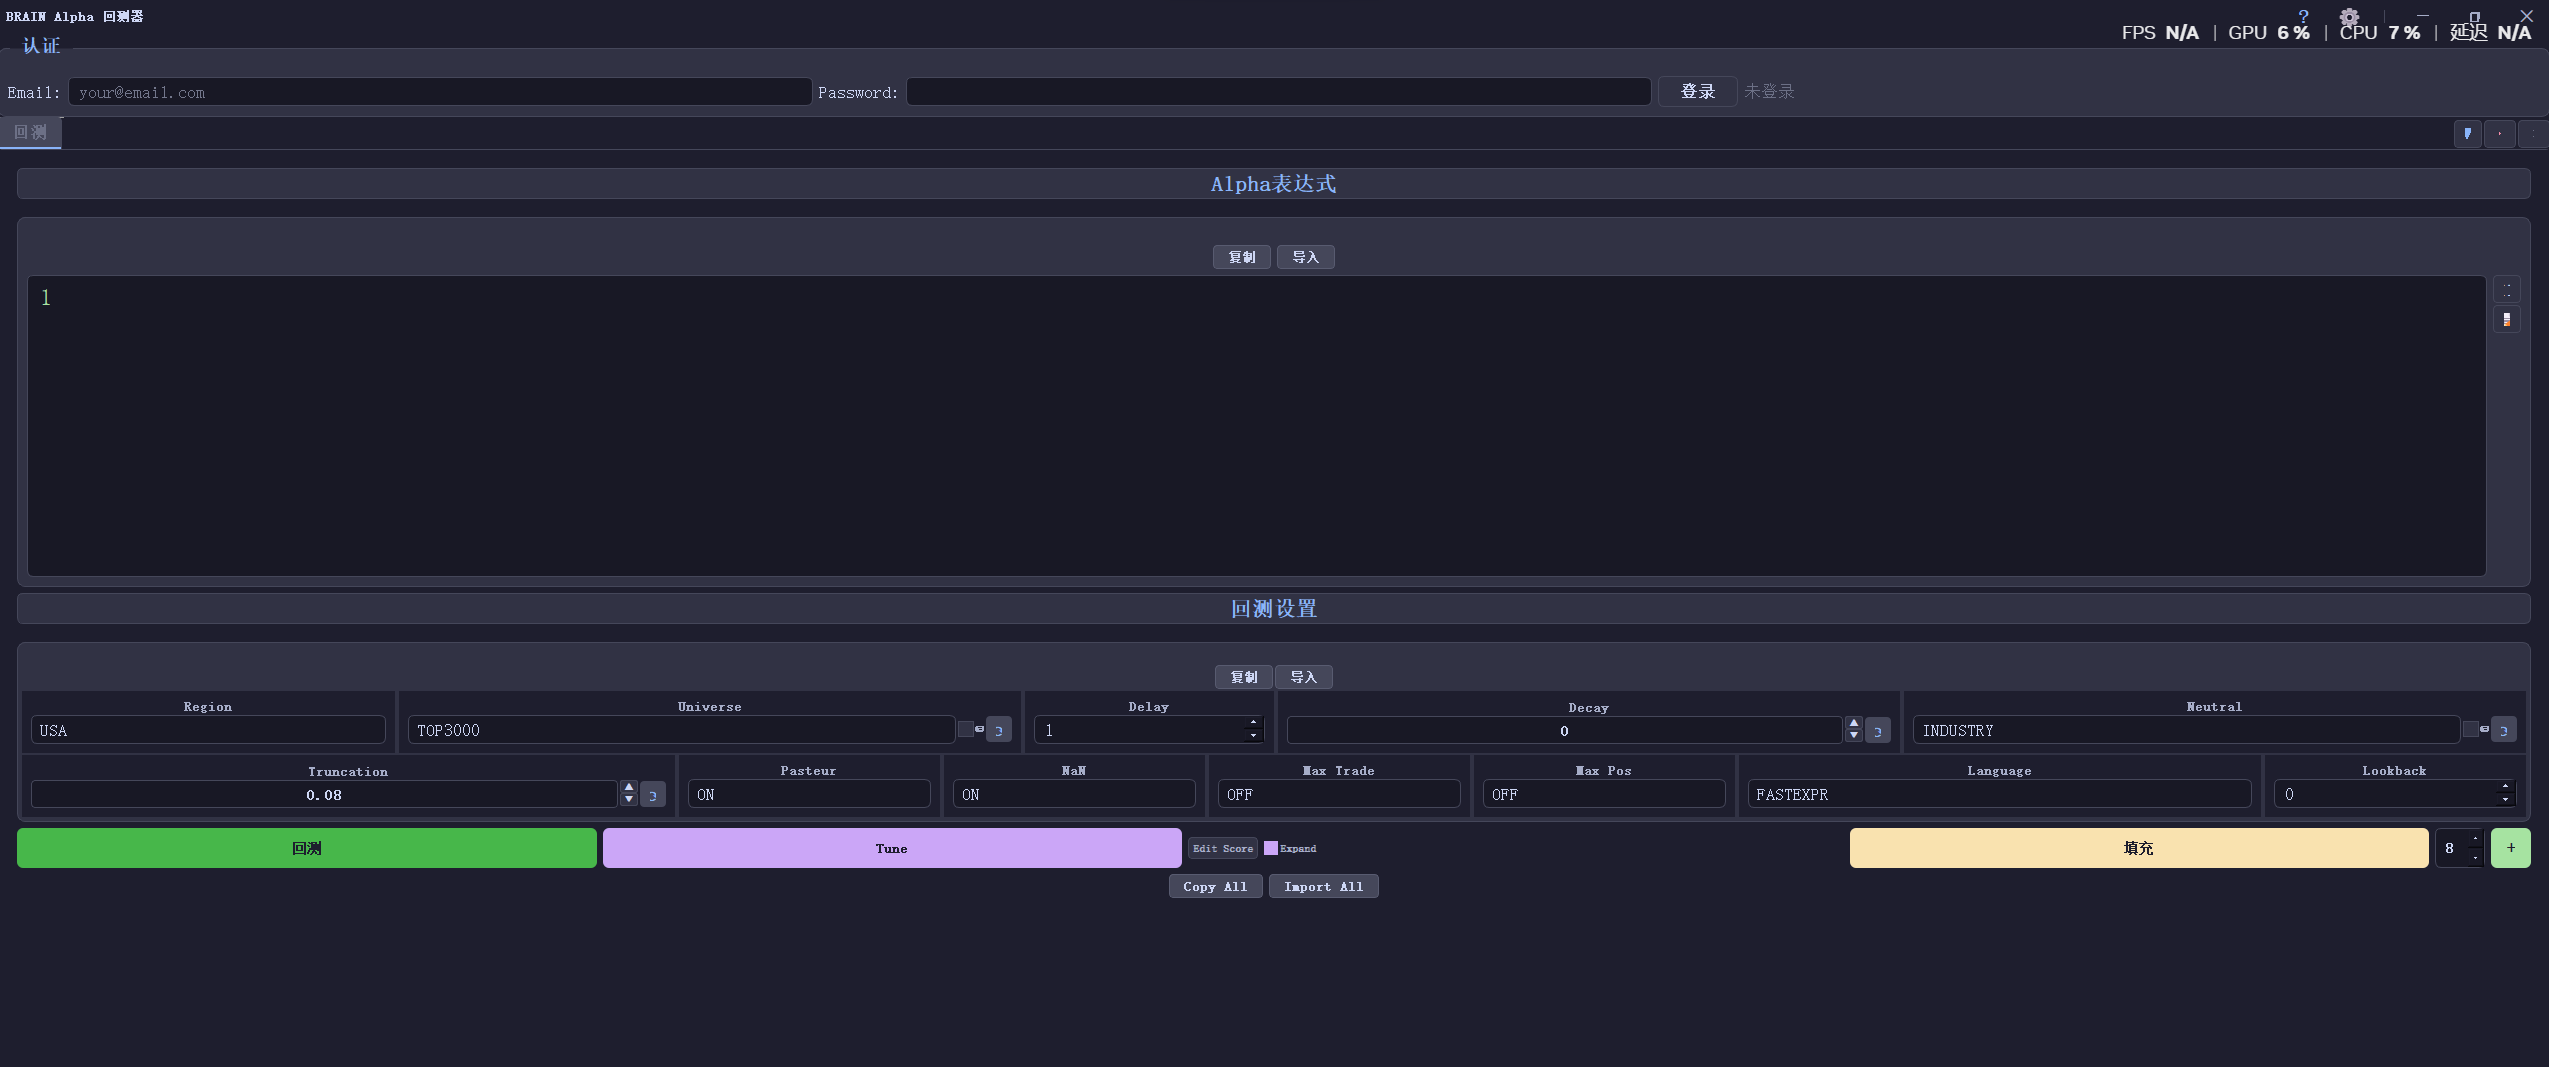 BRAIN Alpha 回测器
?
FPS N/A | GPU 6 % | CPU 7 % | 延迟 N/A
认证
Email: your@email.com Password: 登录 未登录
回测
Alpha表达式
复制 导入
1
回测设置
复制 导入
Region Universe Delay Decay Neutral
USA TOP3000 1 0 INDUSTRY
Truncation Pasteur NaN Max Trade Max Pos Language Lookback
0.08 ON ON OFF OFF FASTEXPR 0
回测 Tune Edit Score Expand 填充 8 +
Copy All Import All